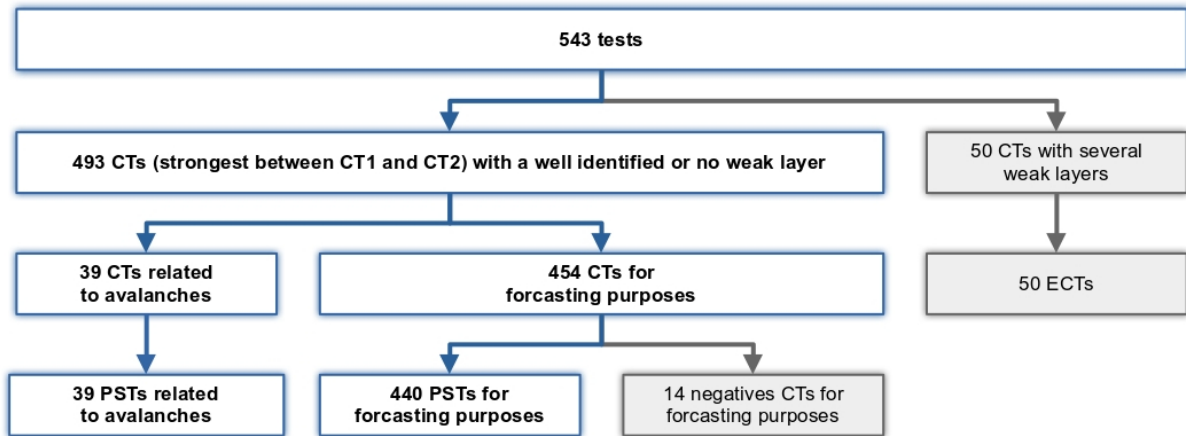 543 tests
493 CTs (strongest between CT1 and CT2) with a well identified or no weak layer
50 CTs with several
weak layers
39 CTs related
to avalanches
454 CTs for
forcasting purposes
50 ECTs
39 PSTs related
to avalanches
440 PSTs for
forcasting purposes
14 negatives CTs for
forcasting purposes